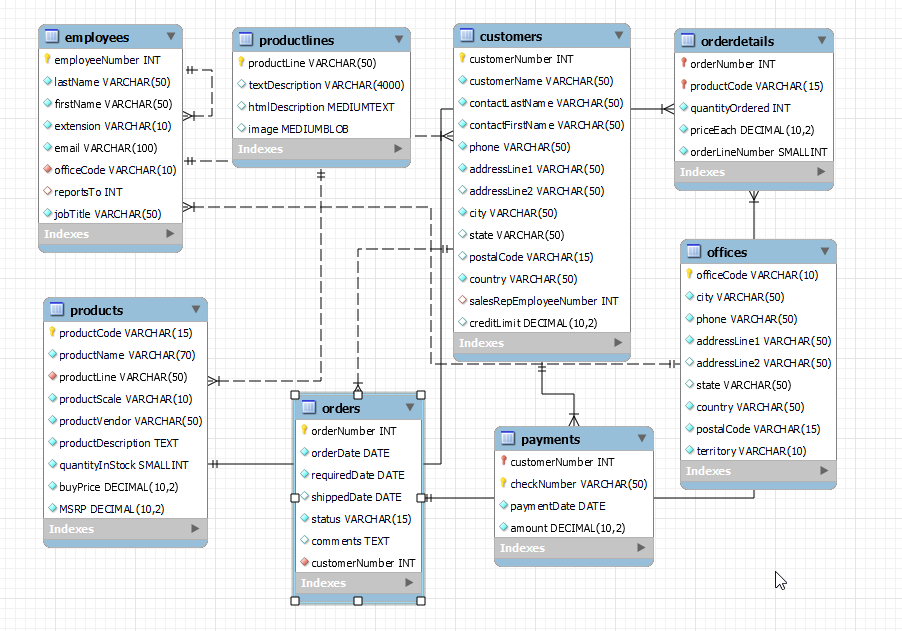 employees
employeeNumber INT
lastName VARCHAR(50)
firstName VARCHAR(50)
extension VARCHAR(10)
email VARCHAR(100)
officeCode VARCHAR(10)
reportsTo INT
jobTitle VARCHAR(50)
Indexes
productlines
productLine VARCHAR(50)
textDescription VARCHAR(4000)
htmlDescription MEDIUMTEXT
image MEDIUMBLOB
Indexes
customers
customerNumber INT
customerName VARCHAR(50)
contactLastName VARCHAR(50)
contactFirstName VARCHAR(50)
phone VARCHAR(50)
addressLine1 VARCHAR(50)
addressLine2 VARCHAR(50)
city VARCHAR(50)
state VARCHAR(50)
postalCode VARCHAR(15)
country VARCHAR(50)
salesRepEmployeeNumber INT
creditLimit DECIMAL(10,2)
Indexes
orderdetails
orderNumber INT
productCode VARCHAR(15)
quantityOrdered INT
priceEach DECIMAL(10,2)
orderLineNumber SMALLINT
Indexes
offices
officeCode VARCHAR(10)
city VARCHAR(50)
phone VARCHAR(50)
addressLine1 VARCHAR(50)
addressLine2 VARCHAR(50)
state VARCHAR(50)
country VARCHAR(50)
postalCode VARCHAR(15)
territory VARCHAR(10)
Indexes
products
productCode VARCHAR(15)
productName VARCHAR(70)
productLine VARCHAR(50)
productScale VARCHAR(10)
productVendor VARCHAR(50)
productDescription TEXT
quantityInStock SMALLINT
buyPrice DECIMAL(10,2)
MSRP DECIMAL(10,2)
Indexes
orders
orderNumber INT
orderDate DATE
requiredDate DATE
shippedDate DATE
status VARCHAR(15)
comments TEXT
customerNumber INT
Indexes
payments
customerNumber INT
checkNumber VARCHAR(50)
paymentDate DATE
amount DECIMAL(10,2)
Indexes